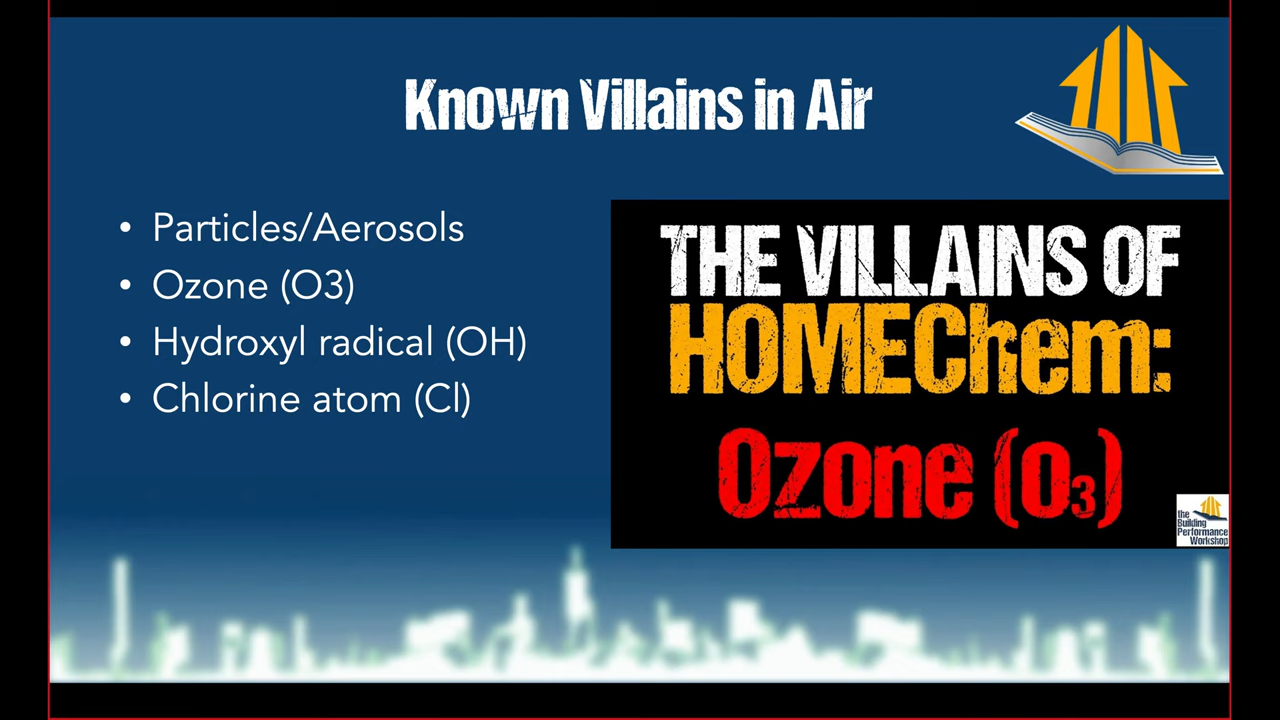 Known Villains in Air
• Particles/Aerosols
• Ozone (O3)
• Hydroxyl radical (OH)
• Chlorine atom (Cl)
THE VILLAINS OF
HOMEChem:
Ozone (O₃)
the
Building
Performance
Workshop